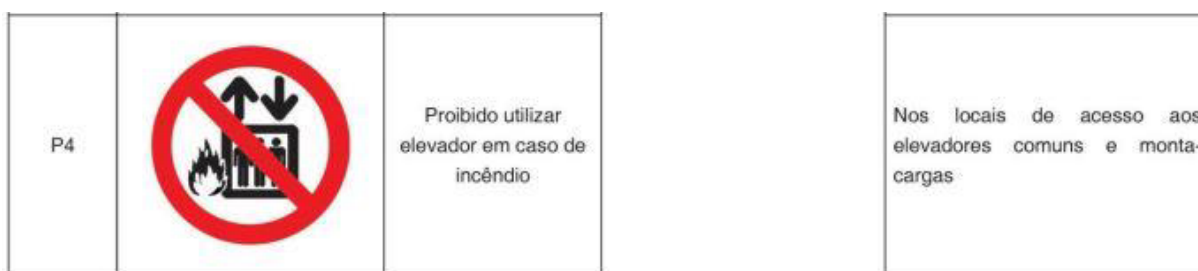 P4
Proibido utilizar
elevador em caso de
incêndio
Nos locais de acesso aos
elevadores comuns e monta-
cargas